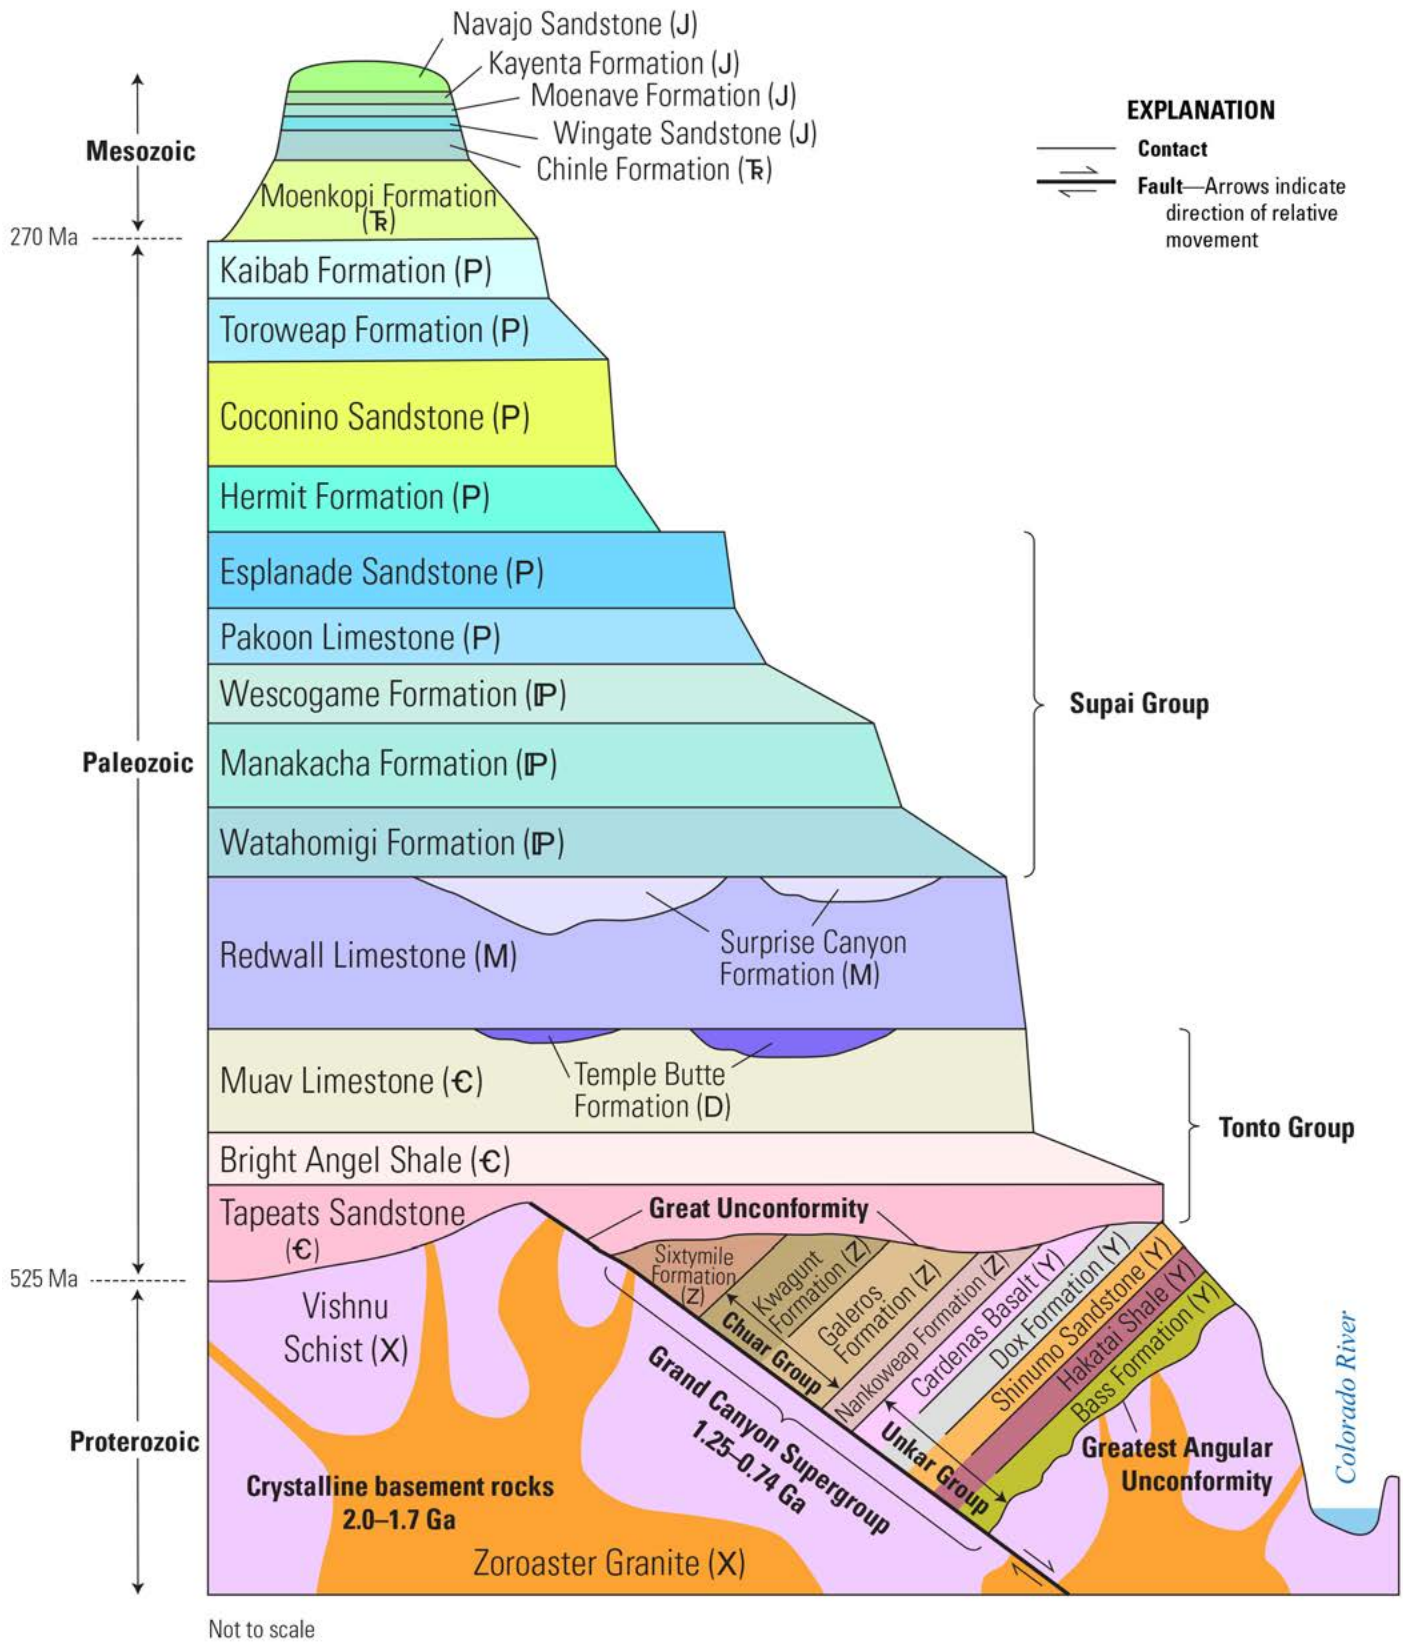 Navajo Sandstone (J)
Kayenta Formation (J)
Moenave Formation (J)
Wingate Sandstone (J)
Chinle Formation (TR)
Moenkopi Formation
(TR)
EXPLANATION
Contact
Fault—Arrows indicate
direction of relative
movement
Mesozoic
270 Ma
Kaibab Formation (P)
Toroweap Formation (P)
Coconino Sandstone (P)
Hermit Formation (P)
Esplanade Sandstone (P)
Pakoon Limestone (P)
Wescogame Formation (ℙ)
Supai Group
Paleozoic
Manakacha Formation (ℙ)
Watahomigi Formation (ℙ)
Redwall Limestone (M)
Surprise Canyon
Formation (M)
Muav Limestone (Є)
Temple Butte
Formation (D)
Tonto Group
Bright Angel Shale (Є)
Tapeats Sandstone
(Є)
Great Unconformity
525 Ma
Sixtymile
Formation
(Z)
Kwagunt
Formation (Z)
Galeros
Formation (Z)
Nankoweap Formation (Z)
Cardenas Basalt (Y)
Dox Formation (Y)
Shinumo Sandstone (Y)
Hakatai Shale (Y)
Bass Formation (Y)
Chuar Group
Unkar Group
Grand Canyon Supergroup
1.25–0.74 Ga
Vishnu
Schist (X)
Proterozoic
Greatest Angular
Unconformity
Colorado River
Crystalline basement rocks
2.0–1.7 Ga
Zoroaster Granite (X)
Not to scale